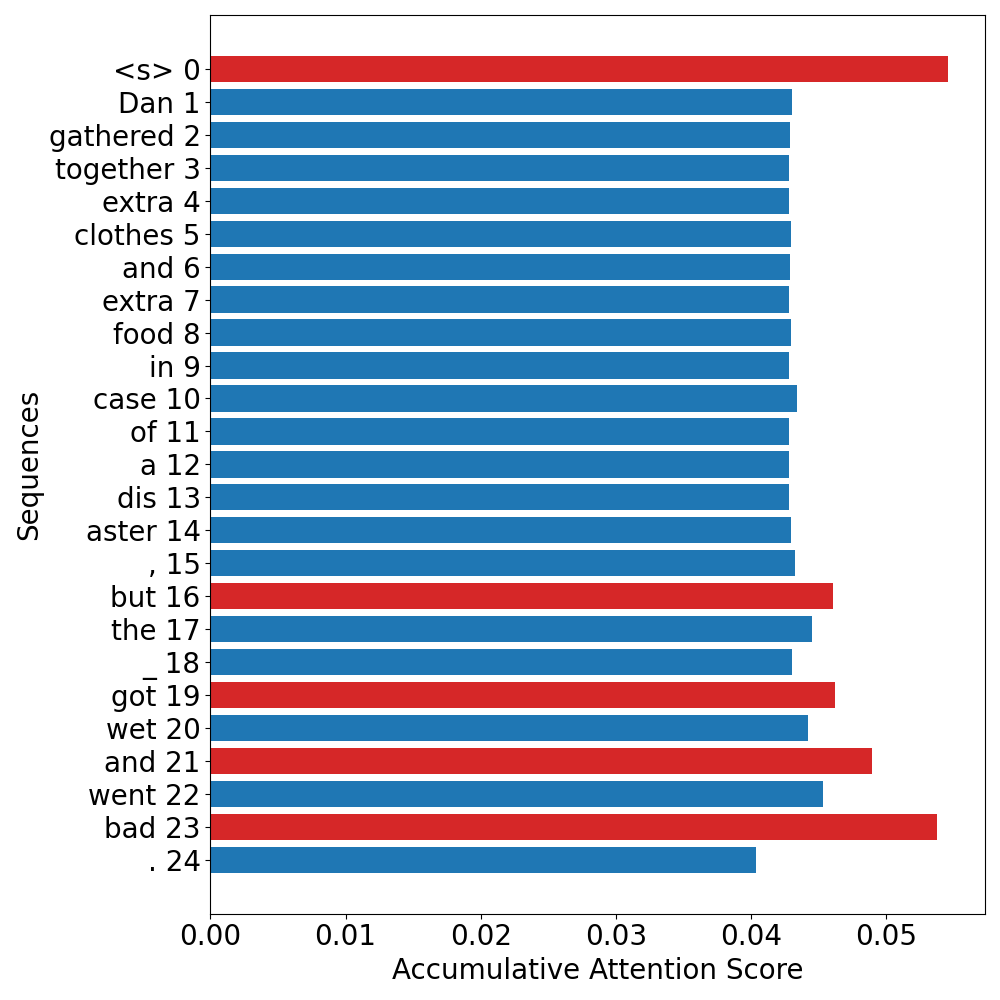 <s> 0
Dan 1
gathered 2
together 3
extra 4
clothes 5
and 6
extra 7
food 8
in 9
case 10
of 11
a 12
dis 13
aster 14
, 15
but 16
the 17
_ 18
got 19
wet 20
and 21
went 22
bad 23
. 24
Sequences
0.00 0.01 0.02 0.03 0.04 0.05
Accumulative Attention Score